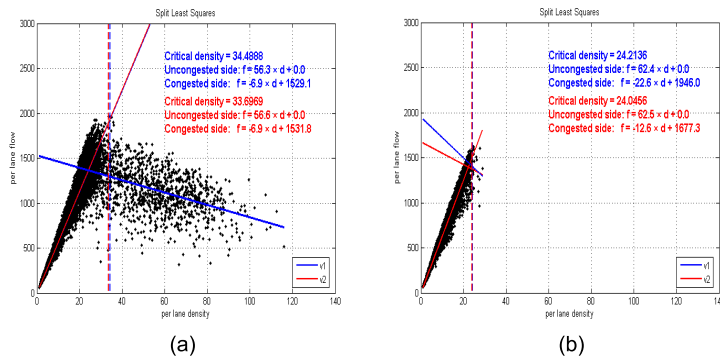 Split Least Squares
Critical density = 34.4888
Uncongested side: f = 56.3 × d + 0.0
Congested side: f = -6.9 × d + 1529.1
Critical density = 33.6969
Uncongested side: f = 56.6 × d + 0.0
Congested side: f = -6.9 × d + 1531.8
per lane flow
3000
2500
2000
1500
1000
500
0
0 20 40 60 80 100 120 140
per lane density
v1
v2
(a)
Split Least Squares
Critical density = 24.2136
Uncongested side: f = 62.4 × d + 0.0
Congested side: f = -22.6 × d + 1946.0
Critical density = 24.0456
Uncongested side: f = 62.5 × d + 0.0
Congested side: f = -12.6 × d + 1677.3
per lane flow
3000
2500
2000
1500
1000
500
0
0 20 40 60 80 100 120 140
per lane density
v1
v2
(b)